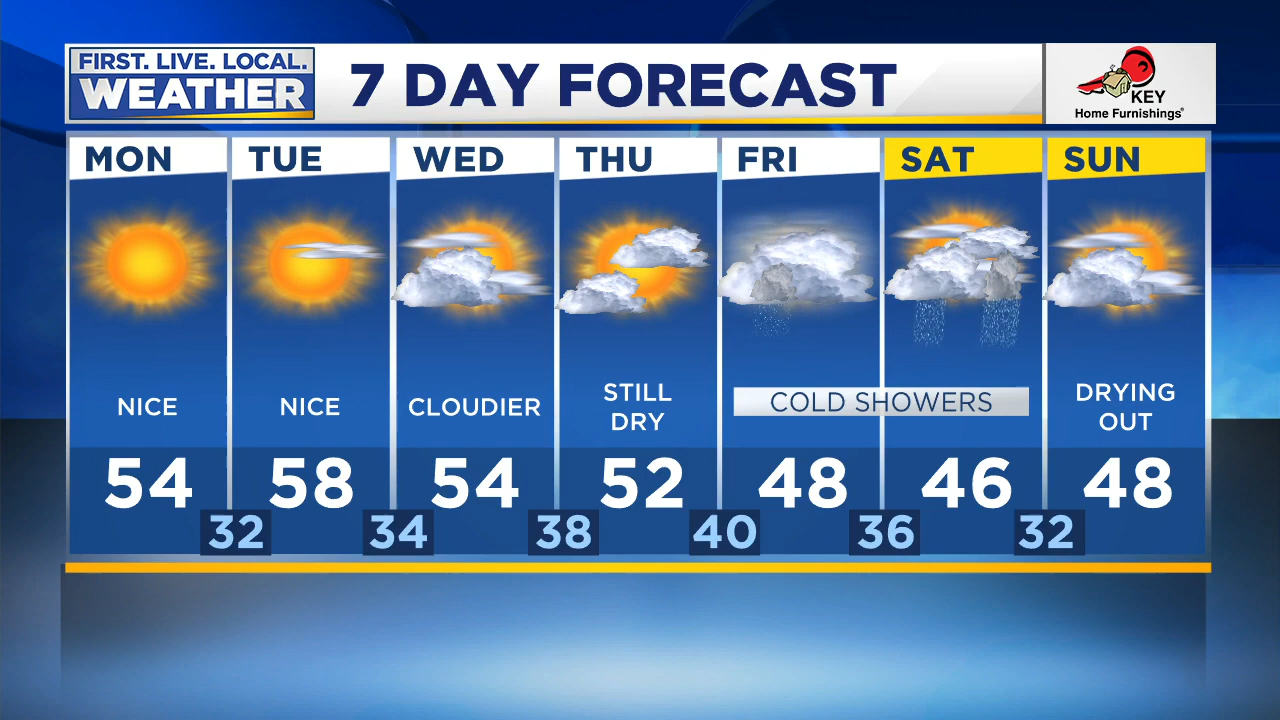 FIRST. LIVE. LOCAL.
WEATHER
7 DAY FORECAST
KEY
Home Furnishings®
MON TUE WED THU FRI SAT SUN
NICE NICE CLOUDIER STILL DRY COLD SHOWERS DRYING OUT
54 58 54 52 48 46 48
32 34 38 40 36 32